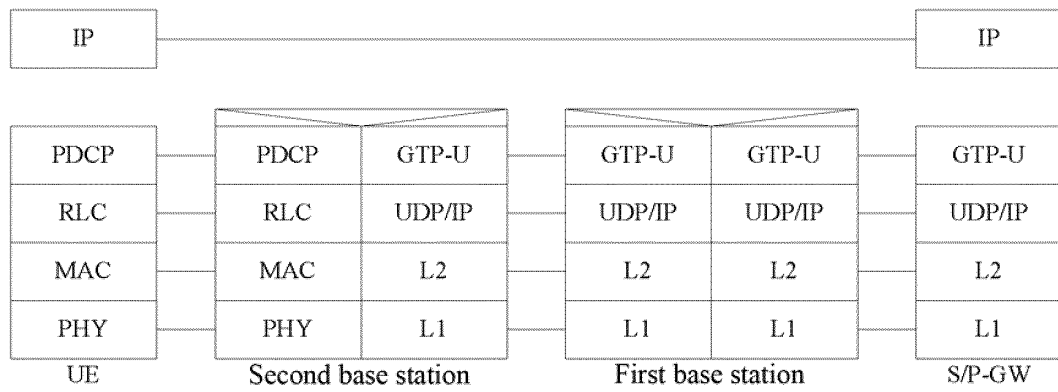 IP IP
PDCP PDCP GTP-U GTP-U GTP-U GTP-U
RLC RLC UDP/IP UDP/IP UDP/IP UDP/IP
MAC MAC L2 L2 L2 L2
PHY PHY L1 L1 L1 L1
UE Second base station First base station S/P-GW